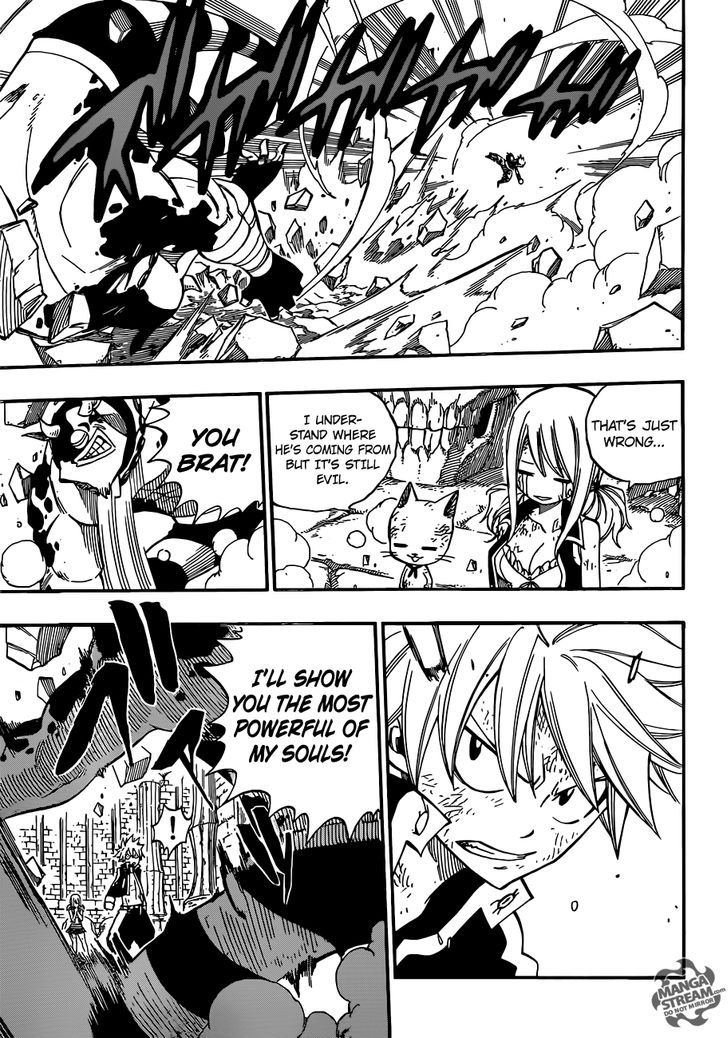 THAT'S JUST
WRONG...
I UNDER-
STAND WHERE
HE'S COMING FROM
BUT IT'S STILL
EVIL.
YOU
BRAT!
I'LL SHOW
YOU THE MOST
POWERFUL OF
MY SOULS!
!
MANGA
STREAM.com
DO NOT MIRROR